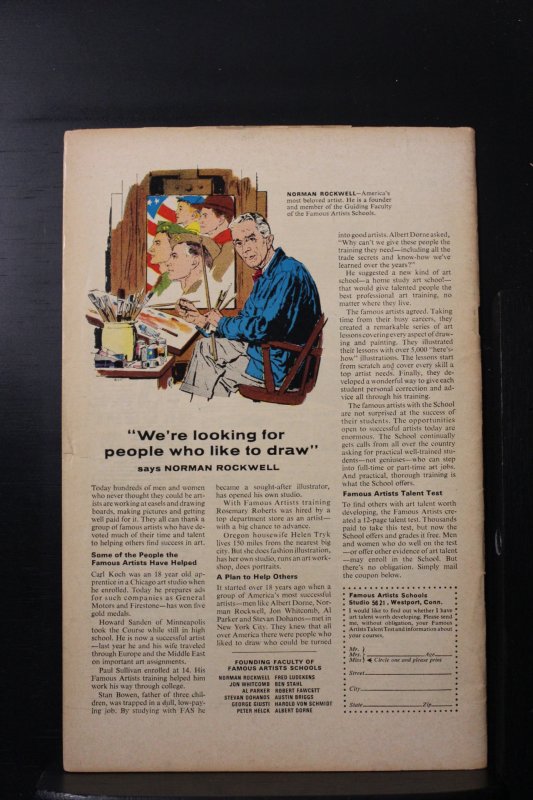 NORMAN ROCKWELL—America's
most beloved artist. He is a founder
and member of the Guiding Faculty
of the Famous Artists Schools.
"We're looking for
people who like to draw"
says NORMAN ROCKWELL
Today hundreds of men and women
who never thought they could be art-
ists are working at easels and drawing
boards, making pictures and getting
well paid for it. They all can thank a
group of famous artists who have de-
voted much of their time and talent
to helping others find success in art.
Some of the People the
Famous Artists Have Helped
Carl Koch was an 18 year old ap-
prentice in a Chicago art studio when
he enrolled. Today he prepares ads
for such companies as General
Motors and Firestone—has won five
gold medals.
Howard Sanden of Minneapolis
took the Course while still in high
school. He is now a successful artist
—last year he and his wife traveled
through Europe and the Middle East
on important art assignments.
Paul Sullivan enrolled at 14. His
Famous Artists training helped him
work his way through college.
Stan Bowen, father of three chil-
dren, was trapped in a dull, low-pay-
ing job. By studying with FAS he
became a sought-after illustrator,
has opened his own studio.
With Famous Artists training
Rosemary Roberts was hired by a
top department store as an artist—
with a big chance to advance.
Oregon housewife Helen Tryk
lives 150 miles from the nearest big
city. But she does fashion illustration,
has her own studio, runs an art work-
shop, does portraits.
A Plan to Help Others
It started over 18 years ago when a
group of America's most successful
artists—men like Albert Dorne, Nor-
man Rockwell, Jon Whitcomb, Al
Parker and Stevan Dohanos—met in
New York City. They knew that all
over America there were people who
liked to draw who could be turned
FOUNDING FACULTY OF
FAMOUS ARTISTS SCHOOLS
NORMAN ROCKWELL FRED LUDEKENS
JON WHITCOMB BEN STAHL
AL PARKER ROBERT FAWCETT
STEVAN DOHANOS AUSTIN BRIGGS
GEORGE GIUSTI HAROLD VON SCHMIDT
PETER HELCK ALBERT DORNE
into good artists. Albert Dorne asked,
"Why can't we give these people the
training they need—including all the
trade secrets and know-how we've
learned over the years?"
He suggested a new kind of art
school—a home study art school—
that would give talented people the
best professional art training, no
matter where they live.
The famous artists agreed. Taking
time from their busy careers, they
created a remarkable series of art
lessons covering every aspect of draw-
ing and painting. They illustrated
their lessons with over 5,000 "here's-
how" illustrations. The lessons start
from scratch and cover every skill a
top artist needs. Finally, they de-
veloped a wonderful way to give each
student personal correction and ad-
vice all through his training.
The famous artists with the School
are not surprised at the success of
their students. The opportunities
open to successful artists today are
enormous. The School continually
gets calls from all over the country
asking for practical well-trained stu-
dents—not geniuses—who can step
into full-time or part-time art jobs.
And practical, thorough training is
what the School offers.
Famous Artists Talent Test
To find others with art talent worth
developing, the Famous Artists cre-
ated a 12-page talent test. Thousands
paid to take this test, but now the
School offers and grades it free. Men
and women who do well on the test
—or offer other evidence of art talent
—may enroll in the School. But
there's no obligation. Simply mail
the coupon below.
Famous Artists Schools
Studio 5621, Westport, Conn.
I would like to find out whether I have
art talent worth developing. Please send
me, without obligation, your Famous
Artists Talent Test and information about
your courses.
Mr.
Mrs. Age
Miss Circle one and please print
Street
City
State Zip